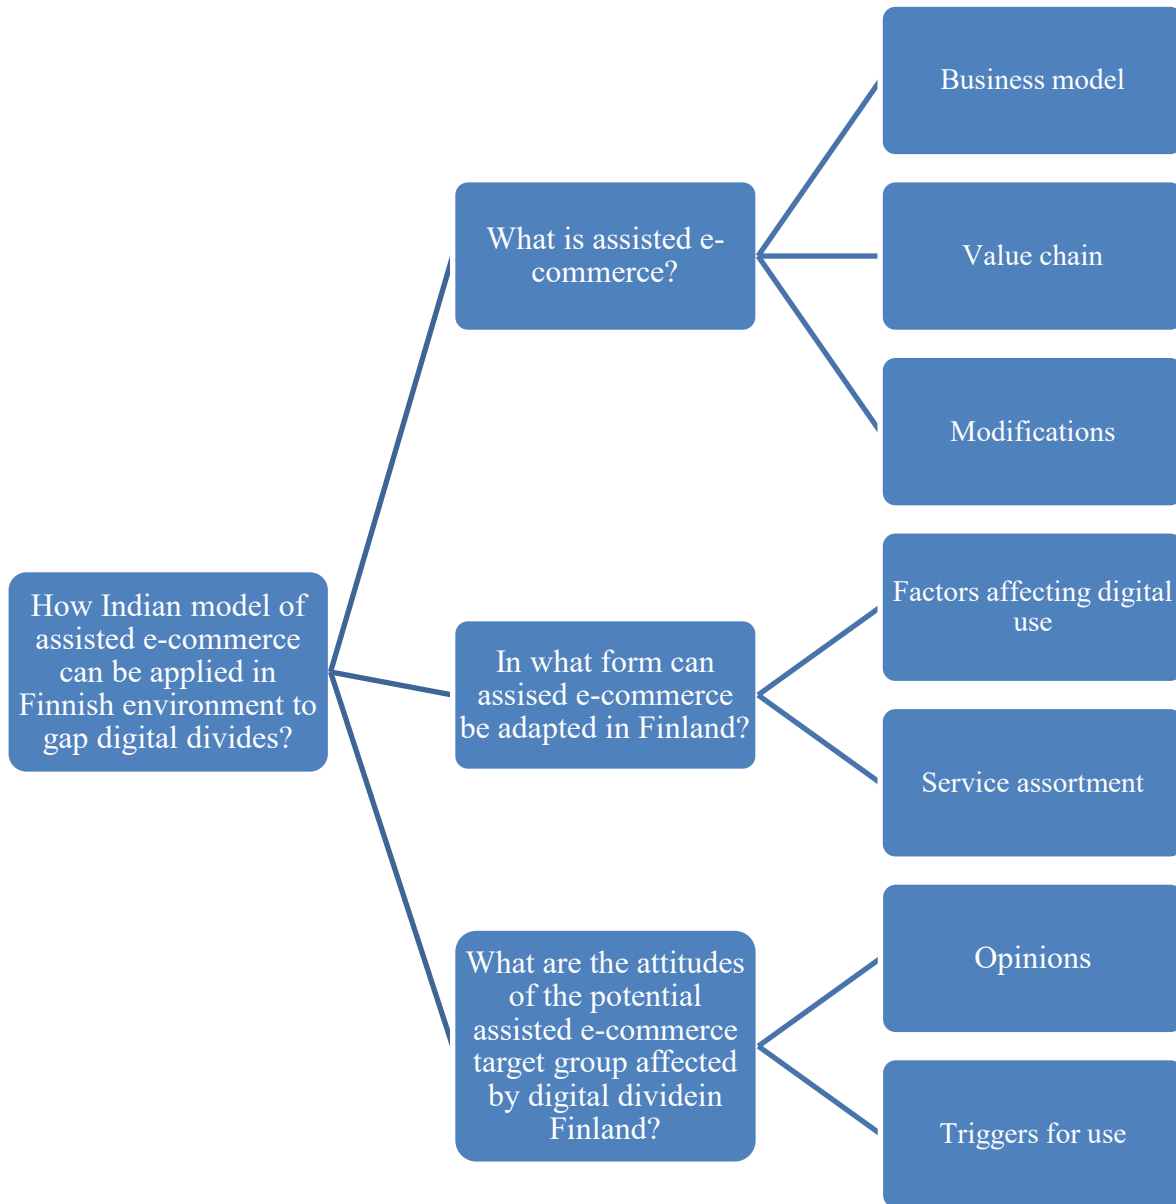 How Indian model of
assisted e-commerce
can be applied in
Finnish environment to
gap digital divides?
What is assisted e-
commerce?
Business model
Value chain
Modifications
In what form can
assised e-commerce
be adapted in Finland?
Factors affecting digital
use
Service assortment
What are the attitudes
of the potential
assisted e-commerce
target group affected
by digital dividein
Finland?
Opinions
Triggers for use